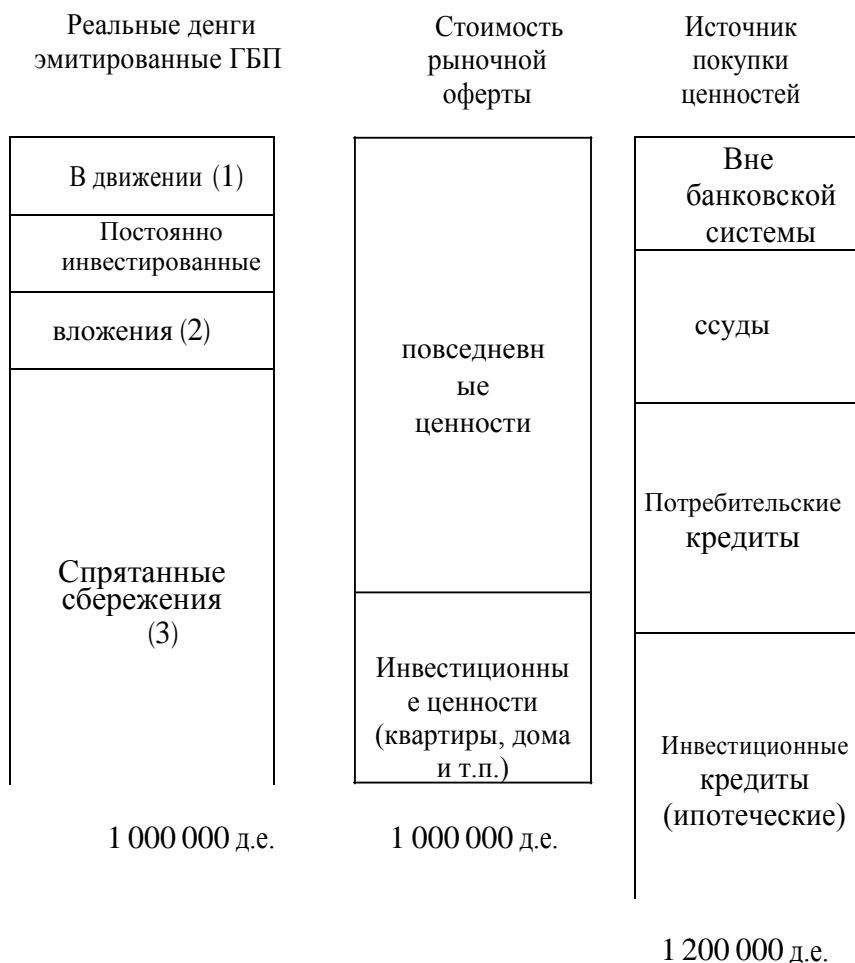 Реальные денги
эмитированные ГБП
Стоимость
рыночной
оферты
Источник
покупки
ценностей
В движении (1)
Постоянно
инвестированные
вложения (2)
Спрятанные
сбережения
(3)
1 000 000 д.е.
повседневн
ые
ценности
Инвестиционны
е ценности
(квартиры, дома
и т.п.)
1 000 000 д.е.
Вне
банковской
системы
ссуды
Потребительские
кредиты
Инвестиционные
кредиты
(ипотеческие)
1 200 000 д.е.